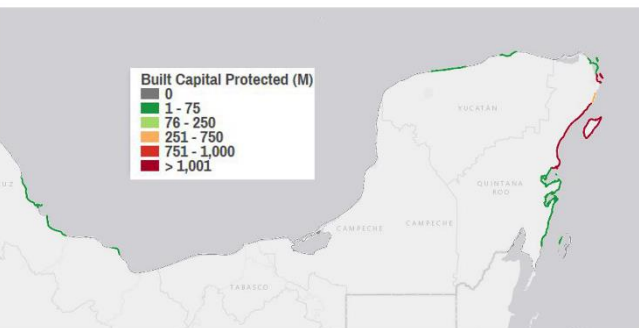 Built Capital Protected (M)
0
1 - 75
76 - 250
251 - 750
751 - 1,000
> 1,001
YUCATÁN
QUINTANA
ROO
CAMPECHE
CAMPECHE
TABASCO